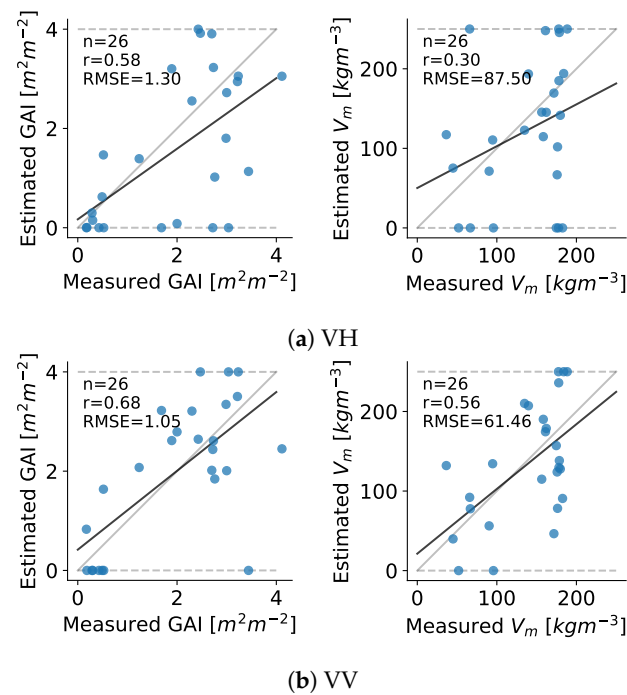 4
2
0
Estimated GAI [m²m⁻²]
n=26
r=0.58
RMSE=1.30
0 2 4
Measured GAI [m²m⁻²]
200
100
0
Estimated Vₘ [kgm⁻³]
n=26
r=0.30
RMSE=87.50
0 100 200
Measured Vₘ [kgm⁻³]
(a) VH
4
2
0
Estimated GAI [m²m⁻²]
n=26
r=0.68
RMSE=1.05
0 2 4
Measured GAI [m²m⁻²]
200
100
0
Estimated Vₘ [kgm⁻³]
n=26
r=0.56
RMSE=61.46
0 100 200
Measured Vₘ [kgm⁻³]
(b) VV